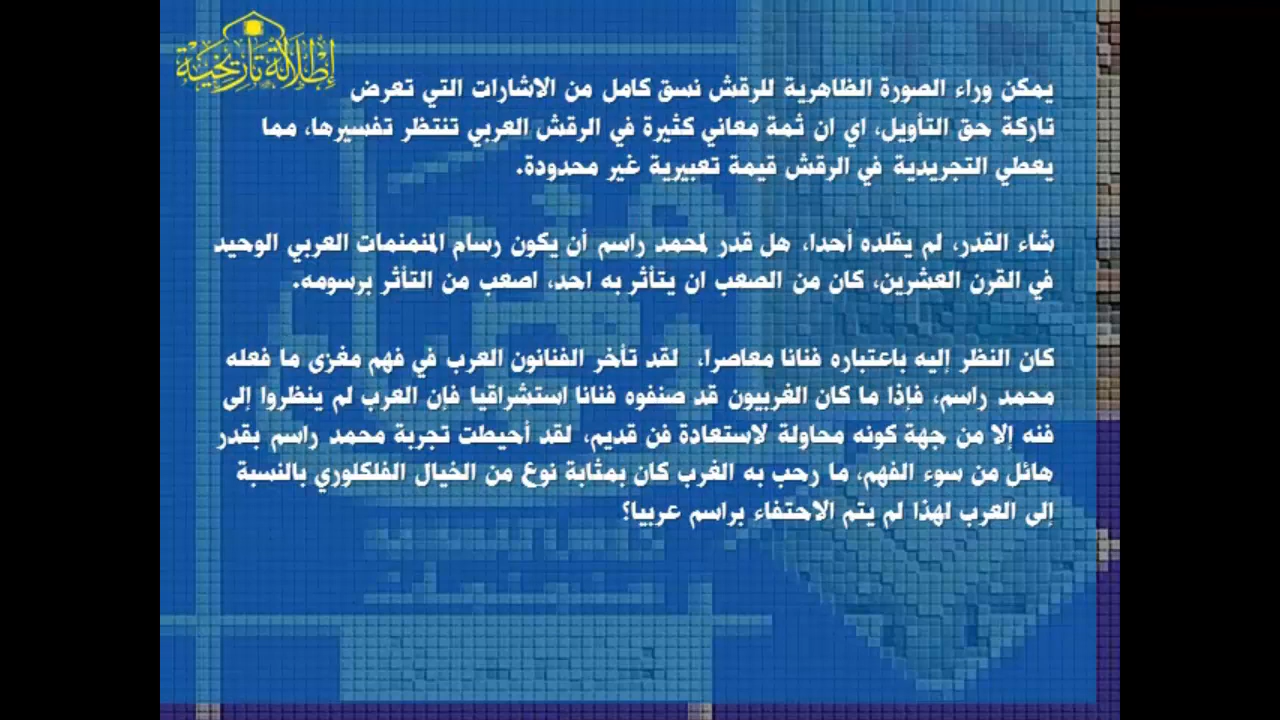 إطلالة تاريخية
يمكن وراء الصورة الظاهرية للرقش نسق كامل من الاشارات التي تعرض
تاركة حق التأويل، اي ان ثمة معاني كثيرة في الرقش العربي تنتظر تفسيرها، مما
يعطي التجريدية في الرقش قيمة تعبيرية غير محدودة.
شاء القدر، لم يقلده أحدا، هل قدر لمحمد راسم أن يكون رسام المنمنمات العربي الوحيد
في القرن العشرين، كان من الصعب ان يتأثر به احد، اصعب من التأثر برسومه.
كان النظر إليه باعتباره فنانا معاصرا، لقد تأخر الفنانون العرب في فهم مغزى ما فعله
محمد راسم، فإذا ما كان الغربيون قد صنفوه فنانا استشراقيا فإن العرب لم ينظروا إلى
فنه إلا من جهة كونه محاولة لاستعادة فن قديم، لقد أحيطت تجربة محمد راسم بقدر
هائل من سوء الفهم، ما رحب به الغرب كان بمثابة نوع من الخيال الفلكلوري بالنسبة
إلى العرب لهذا لم يتم الاحتفاء براسم عربيا؟